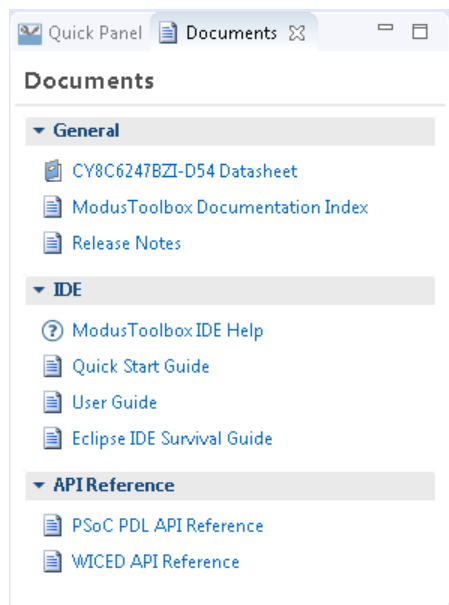 Quick Panel Documents
Documents
General
CY8C6247BZI-D54 Datasheet
ModusToolbox Documentation Index
Release Notes
IDE
ModusToolbox IDE Help
Quick Start Guide
User Guide
Eclipse IDE Survival Guide
API Reference
PSoC PDL API Reference
WICED API Reference